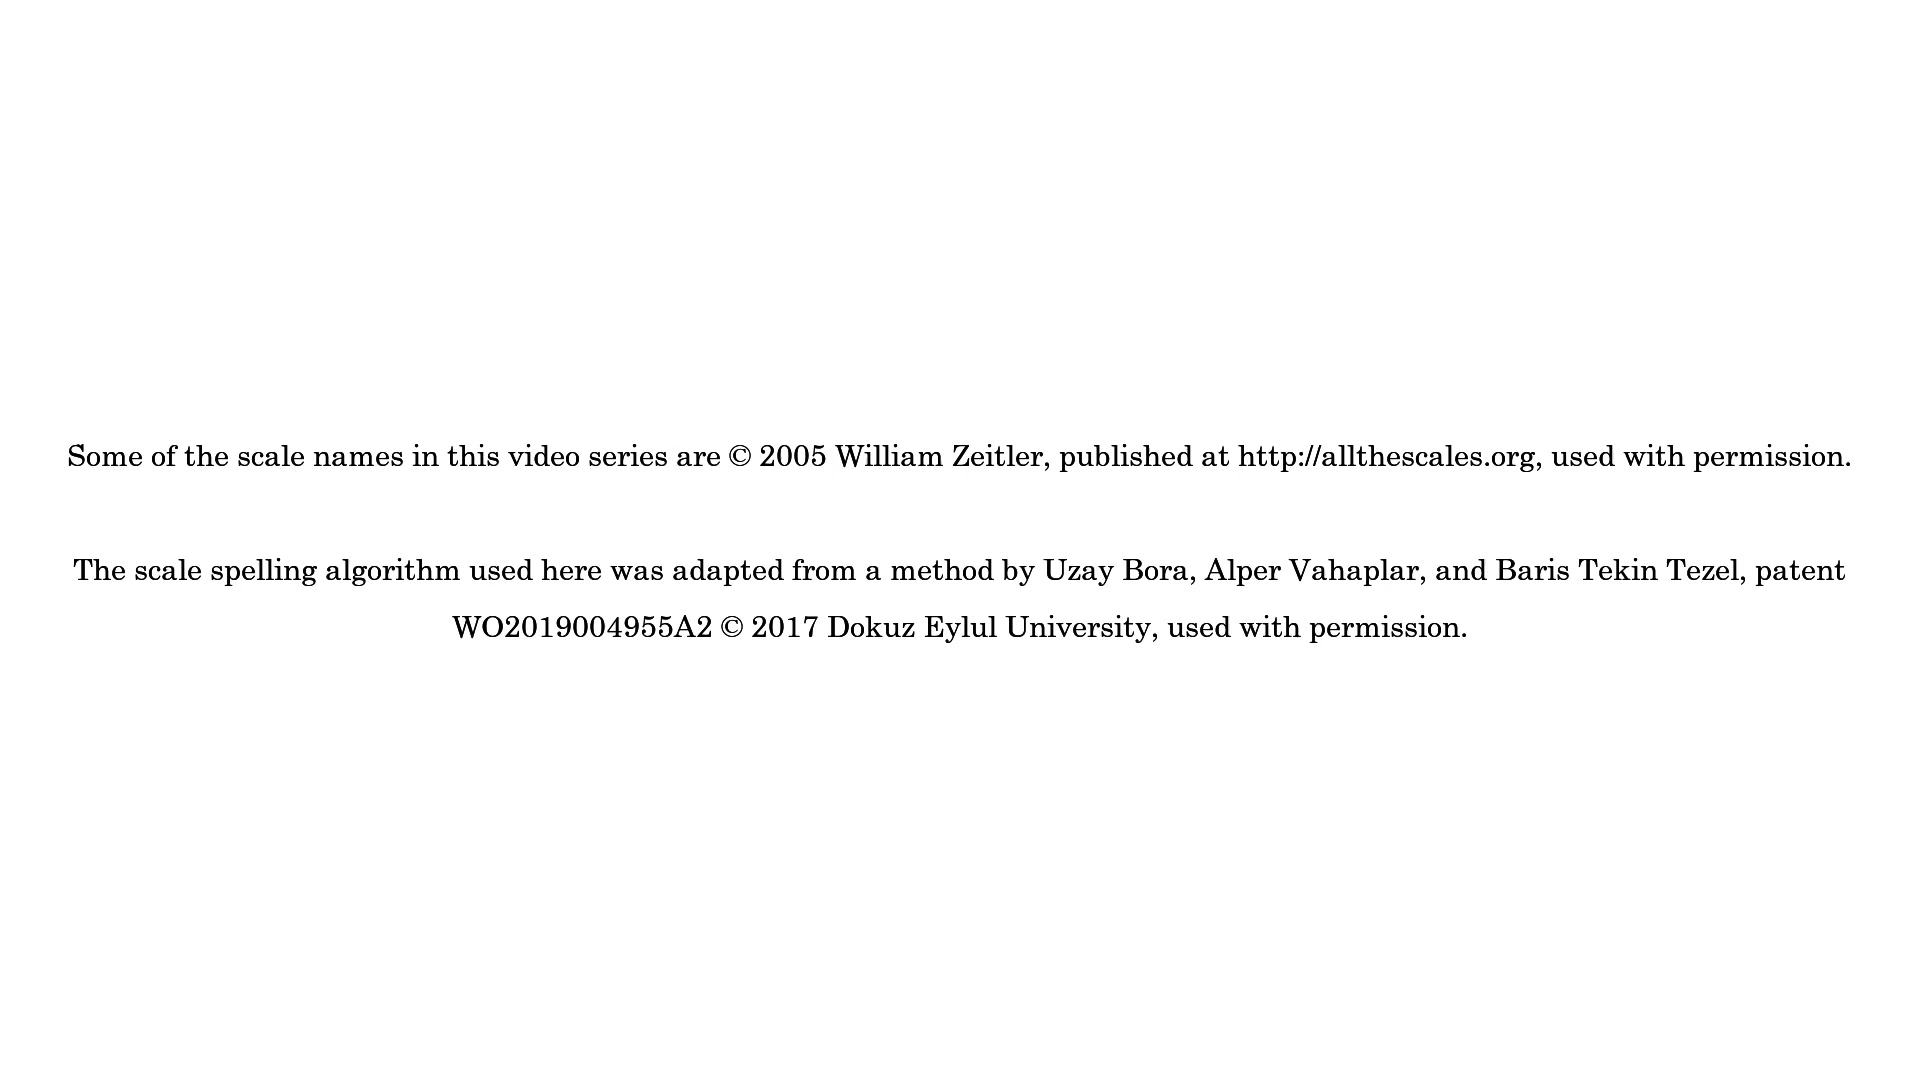 Some of the scale names in this video series are © 2005 William Zeitler, published at http://allthescales.org, used with permission.
The scale spelling algorithm used here was adapted from a method by Uzay Bora, Alper Vahaplar, and Baris Tekin Tezel, patent
WO2019004955A2 © 2017 Dokuz Eylul University, used with permission.